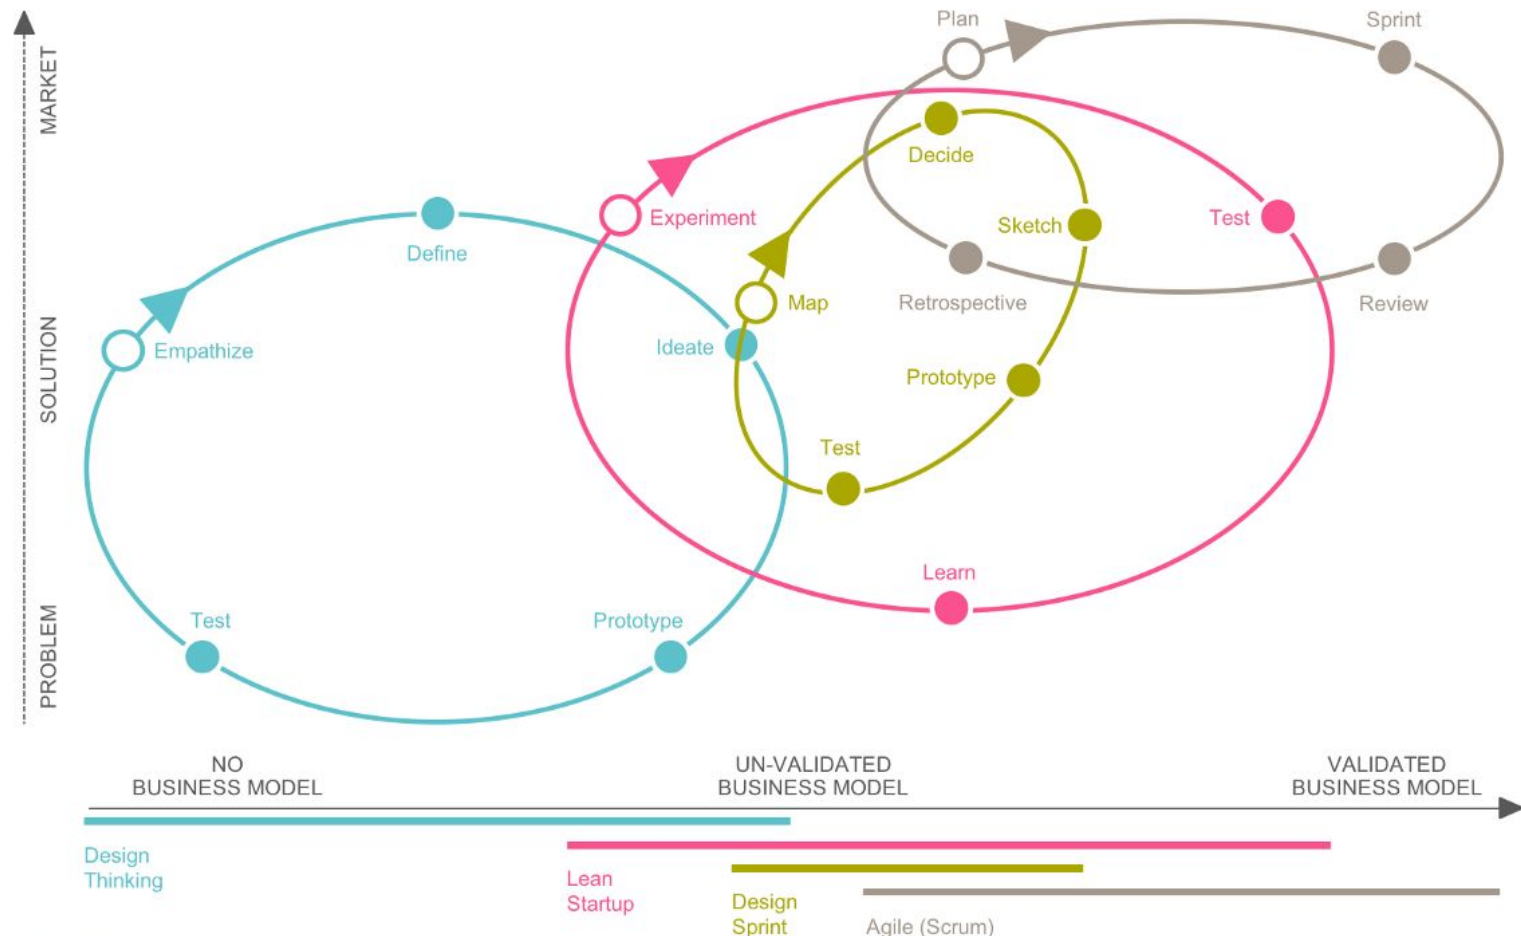 Plan
Sprint
MARKET
Decide
Experiment
Test
Define
Sketch
Map
Retrospective
Review
SOLUTION
Empathize
Ideate
Prototype
Test
Learn
PROBLEM
Test
Prototype
NO
BUSINESS MODEL
UN-VALIDATED
BUSINESS MODEL
VALIDATED
BUSINESS MODEL
Design
Thinking
Lean
Startup
Design
Sprint
Agile (Scrum)